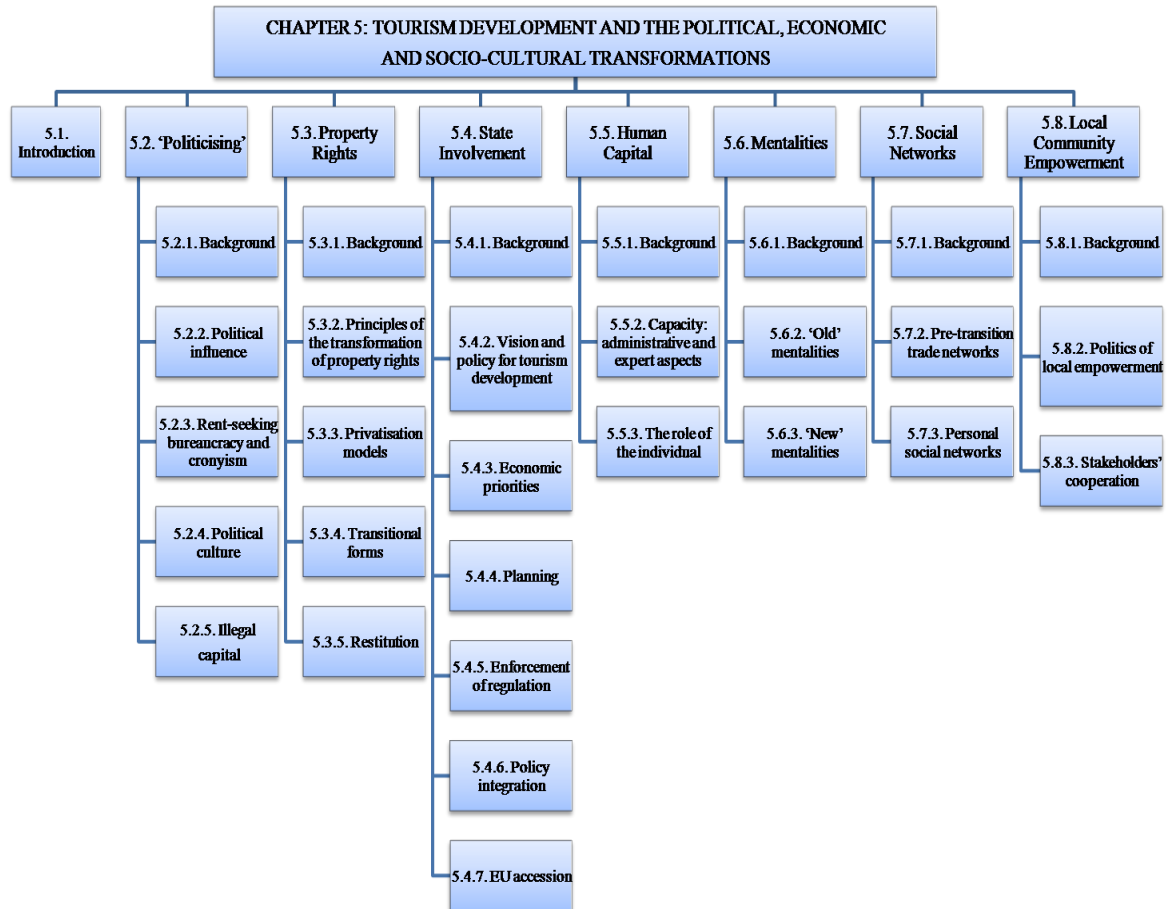 CHAPTER 5: TOURISM DEVELOPMENT AND THE POLITICAL, ECONOMIC
AND SOCIO-CULTURAL TRANSFORMATIONS
5.1.
Introduction
5.2. ‘Politicising’
5.3. Property
Rights
5.4. State
Involvement
5.5. Human
Capital
5.6. Mentalities
5.7. Social
Networks
5.8. Local
Community
Empowerment
5.2.1. Background
5.2.2. Political
influence
5.2.3. Rent-seeking
bureaucracy and
cronyism
5.2.4. Political
culture
5.2.5. Illegal
capital
5.3.1. Background
5.3.2. Principles of
the transformation
of property rights
5.3.3. Privatisation
models
5.3.4. Transitional
forms
5.3.5. Restitution
5.4.1. Background
5.4.2. Vision and
policy for tourism
development
5.4.3. Economic
priorities
5.4.4. Planning
5.4.5. Enforcement
of regulation
5.4.6. Policy
integration
5.4.7. EU accession
5.5.1. Background
5.5.2. Capacity:
administrative and
expert aspects
5.5.3. The role of
the individual
5.6.1. Background
5.6.2. ‘Old’
mentalities
5.6.3. ‘New’
mentalities
5.7.1. Background
5.7.2. Pre-transition
trade networks
5.7.3. Personal
social networks
5.8.1. Background
5.8.2. Politics of
local empowerment
5.8.3. Stakeholders’
cooperation